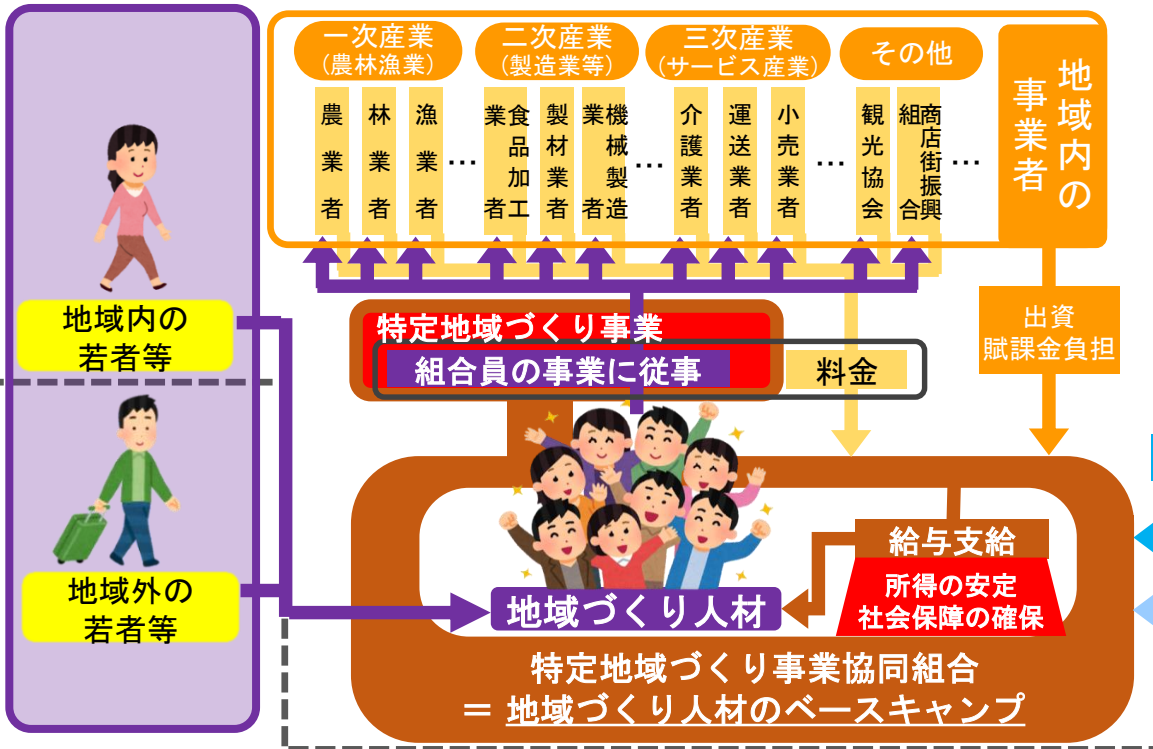 一次産業
(農林漁業)
二次産業
(製造業等)
三次産業
(サービス産業)
その他
地域内の
事業者
農業者
林業者
漁業者
…
食品加工
業者
製材業者
機械製造
業者
…
介護業者
運送業者
小売業者
…
観光協会
商店街振興
組合
…
特定地域づくり事業
組合員の事業に従事
料金
出資
賦課金負担
地域内の
若者等
地域外の
若者等
給与支給
所得の安定
社会保障の確保
地域づくり人材
特定地域づくり事業協同組合
＝ 地域づくり人材のベースキャンプ